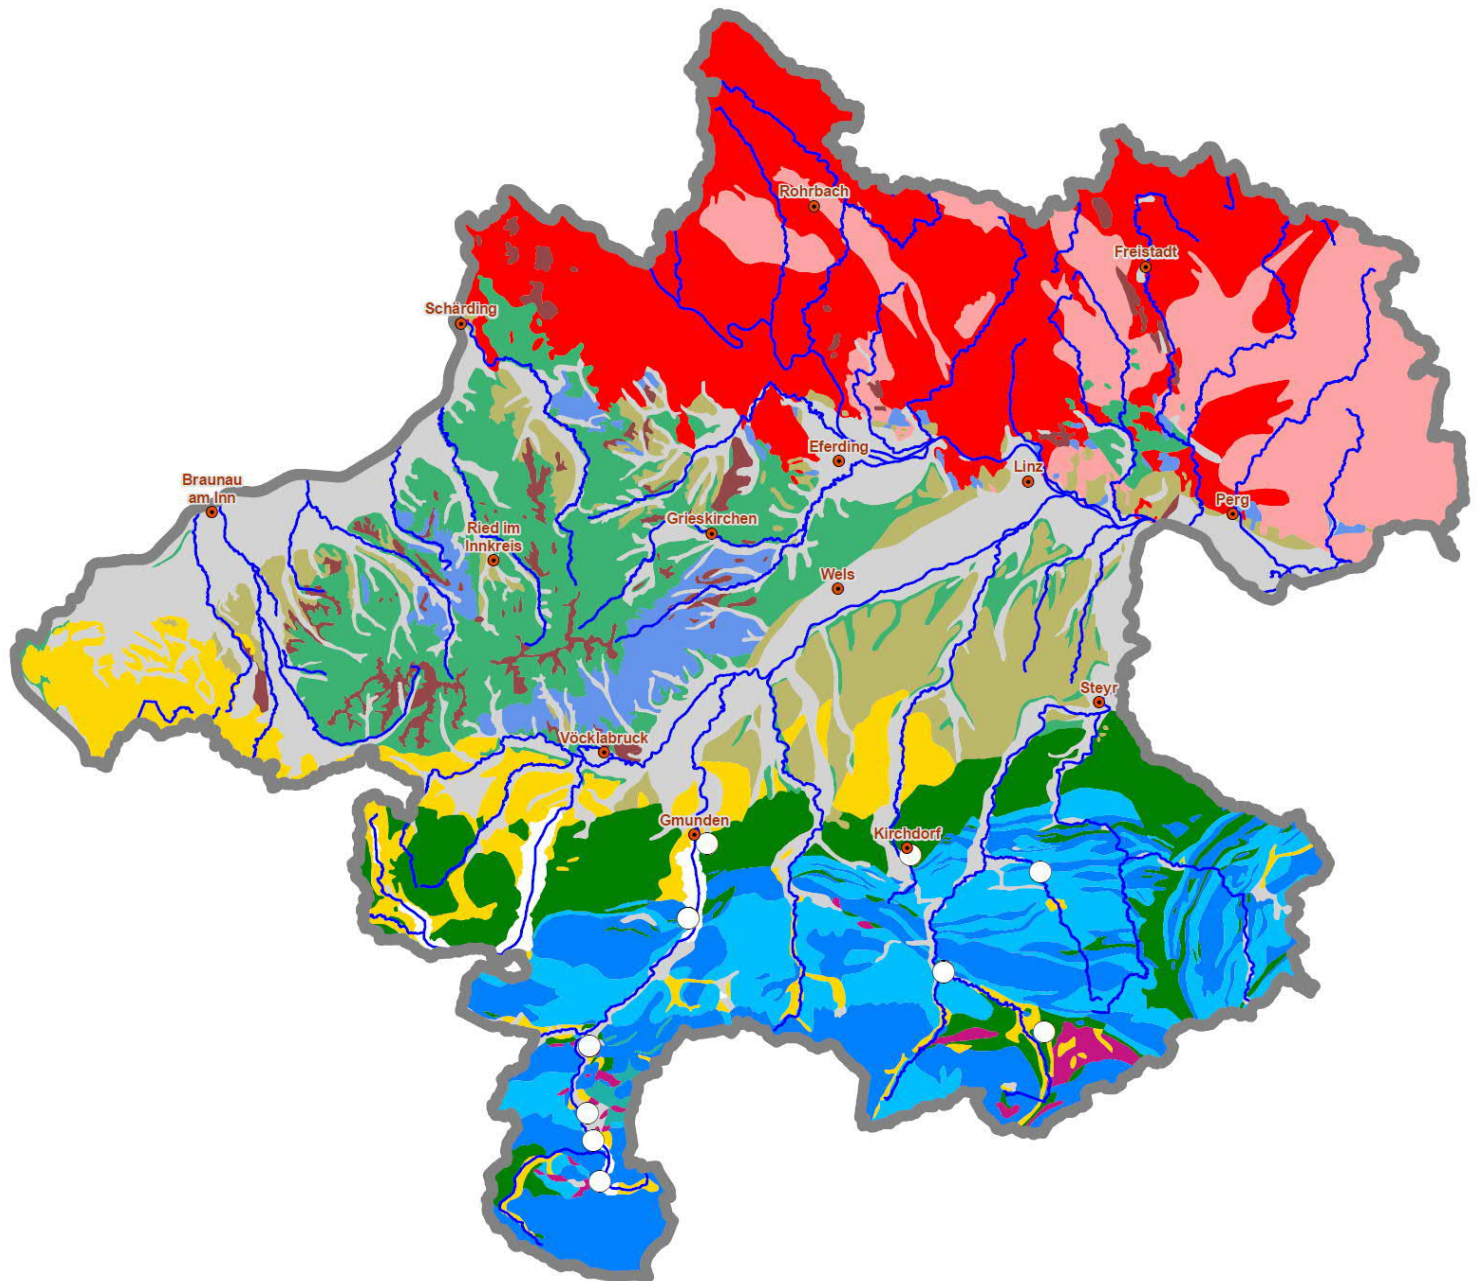 Rohrbach
Freistadt
Schärding
Eferding
Linz
Braunau
am Inn
Perg
Grieskirchen
Ried im
Innkreis
Wels
Steyr
Vöcklabruck
Gmunden
Kirchdorf